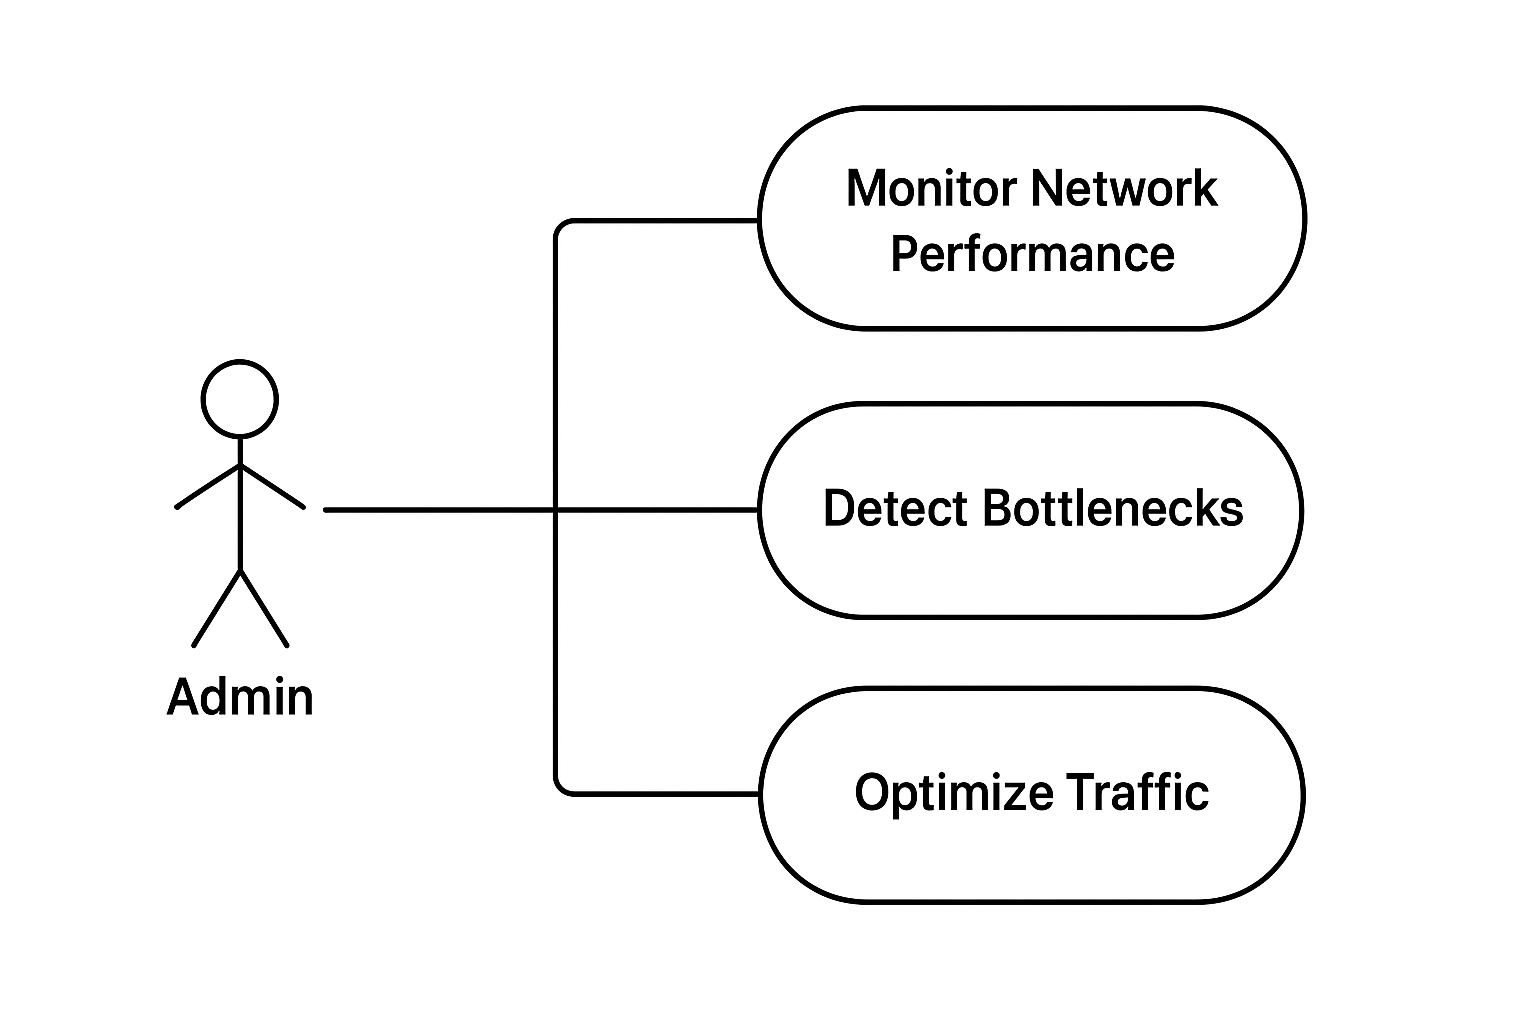 Monitor Network
Performance
Detect Bottlenecks
Admin
Optimize Traffic